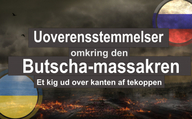 Uoverensstemmelser
omkring den
Butscha-massakren
Et kig ud over kanten af tekoppen